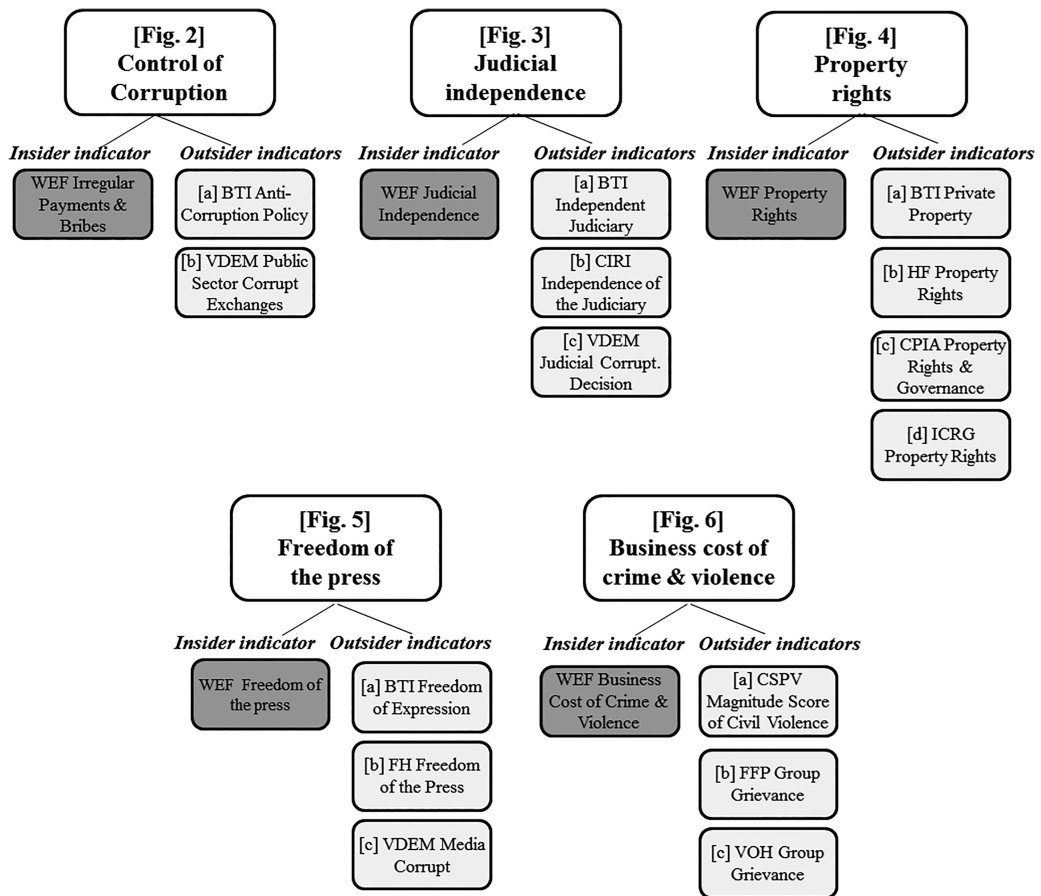 [Fig. 2]
Control of
Corruption
Insider indicator
Outsider indicators
WEF Irregular
Payments &
Bribes
[a] BTI Anti-
Corruption Policy
[b] VDEM Public
Sector Corrupt
Exchanges
[Fig. 3]
Judicial
independence
Insider indicator
Outsider indicators
WEF Judicial
Independence
[a] BTI
Independent
Judiciary
[b] CIRI
Independence of
the Judiciary
[c] VDEM
Judicial Corrupt.
Decision
[Fig. 4]
Property
rights
Insider indicator
Outsider indicators
WEF Property
Rights
[a] BTI Private
Property
[b] HF Property
Rights
[c] CPIA Property
Rights &
Governance
[d] ICRG
Property Rights
[Fig. 5]
Freedom of
the press
Insider indicator
Outsider indicators
WEF Freedom of
the press
[a] BTI Freedom
of Expression
[b] FH Freedom
of the Press
[c] VDEM Media
Corrupt
[Fig. 6]
Business cost of
crime & violence
Insider indicator
Outsider indicators
WEF Business
Cost of Crime &
Violence
[a] CSPV
Magnitude Score
of Civil Violence
[b] FFP Group
Grievance
[c] VOH Group
Grievance